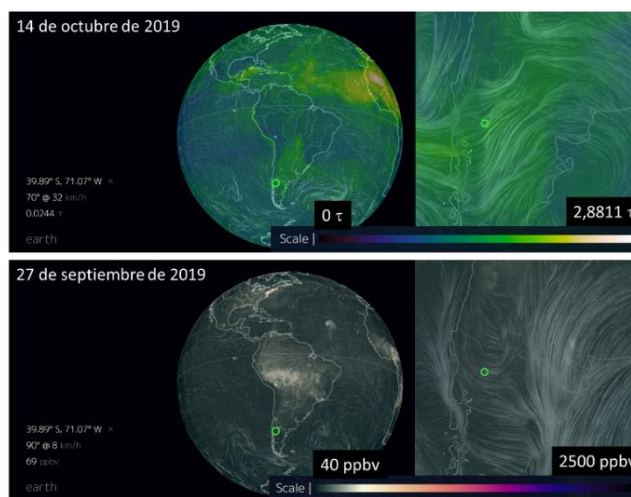 14 de octubre de 2019
39.89° S, 71.07° W ×
70° @ 32 km/h
0.0244 τ
earth
0 τ
2,8811 τ
Scale |
27 de septiembre de 2019
39.89° S, 71.07° W ×
90° @ 8 km/h
69 ppbv
earth
40 ppbv
2500 ppbv
Scale |